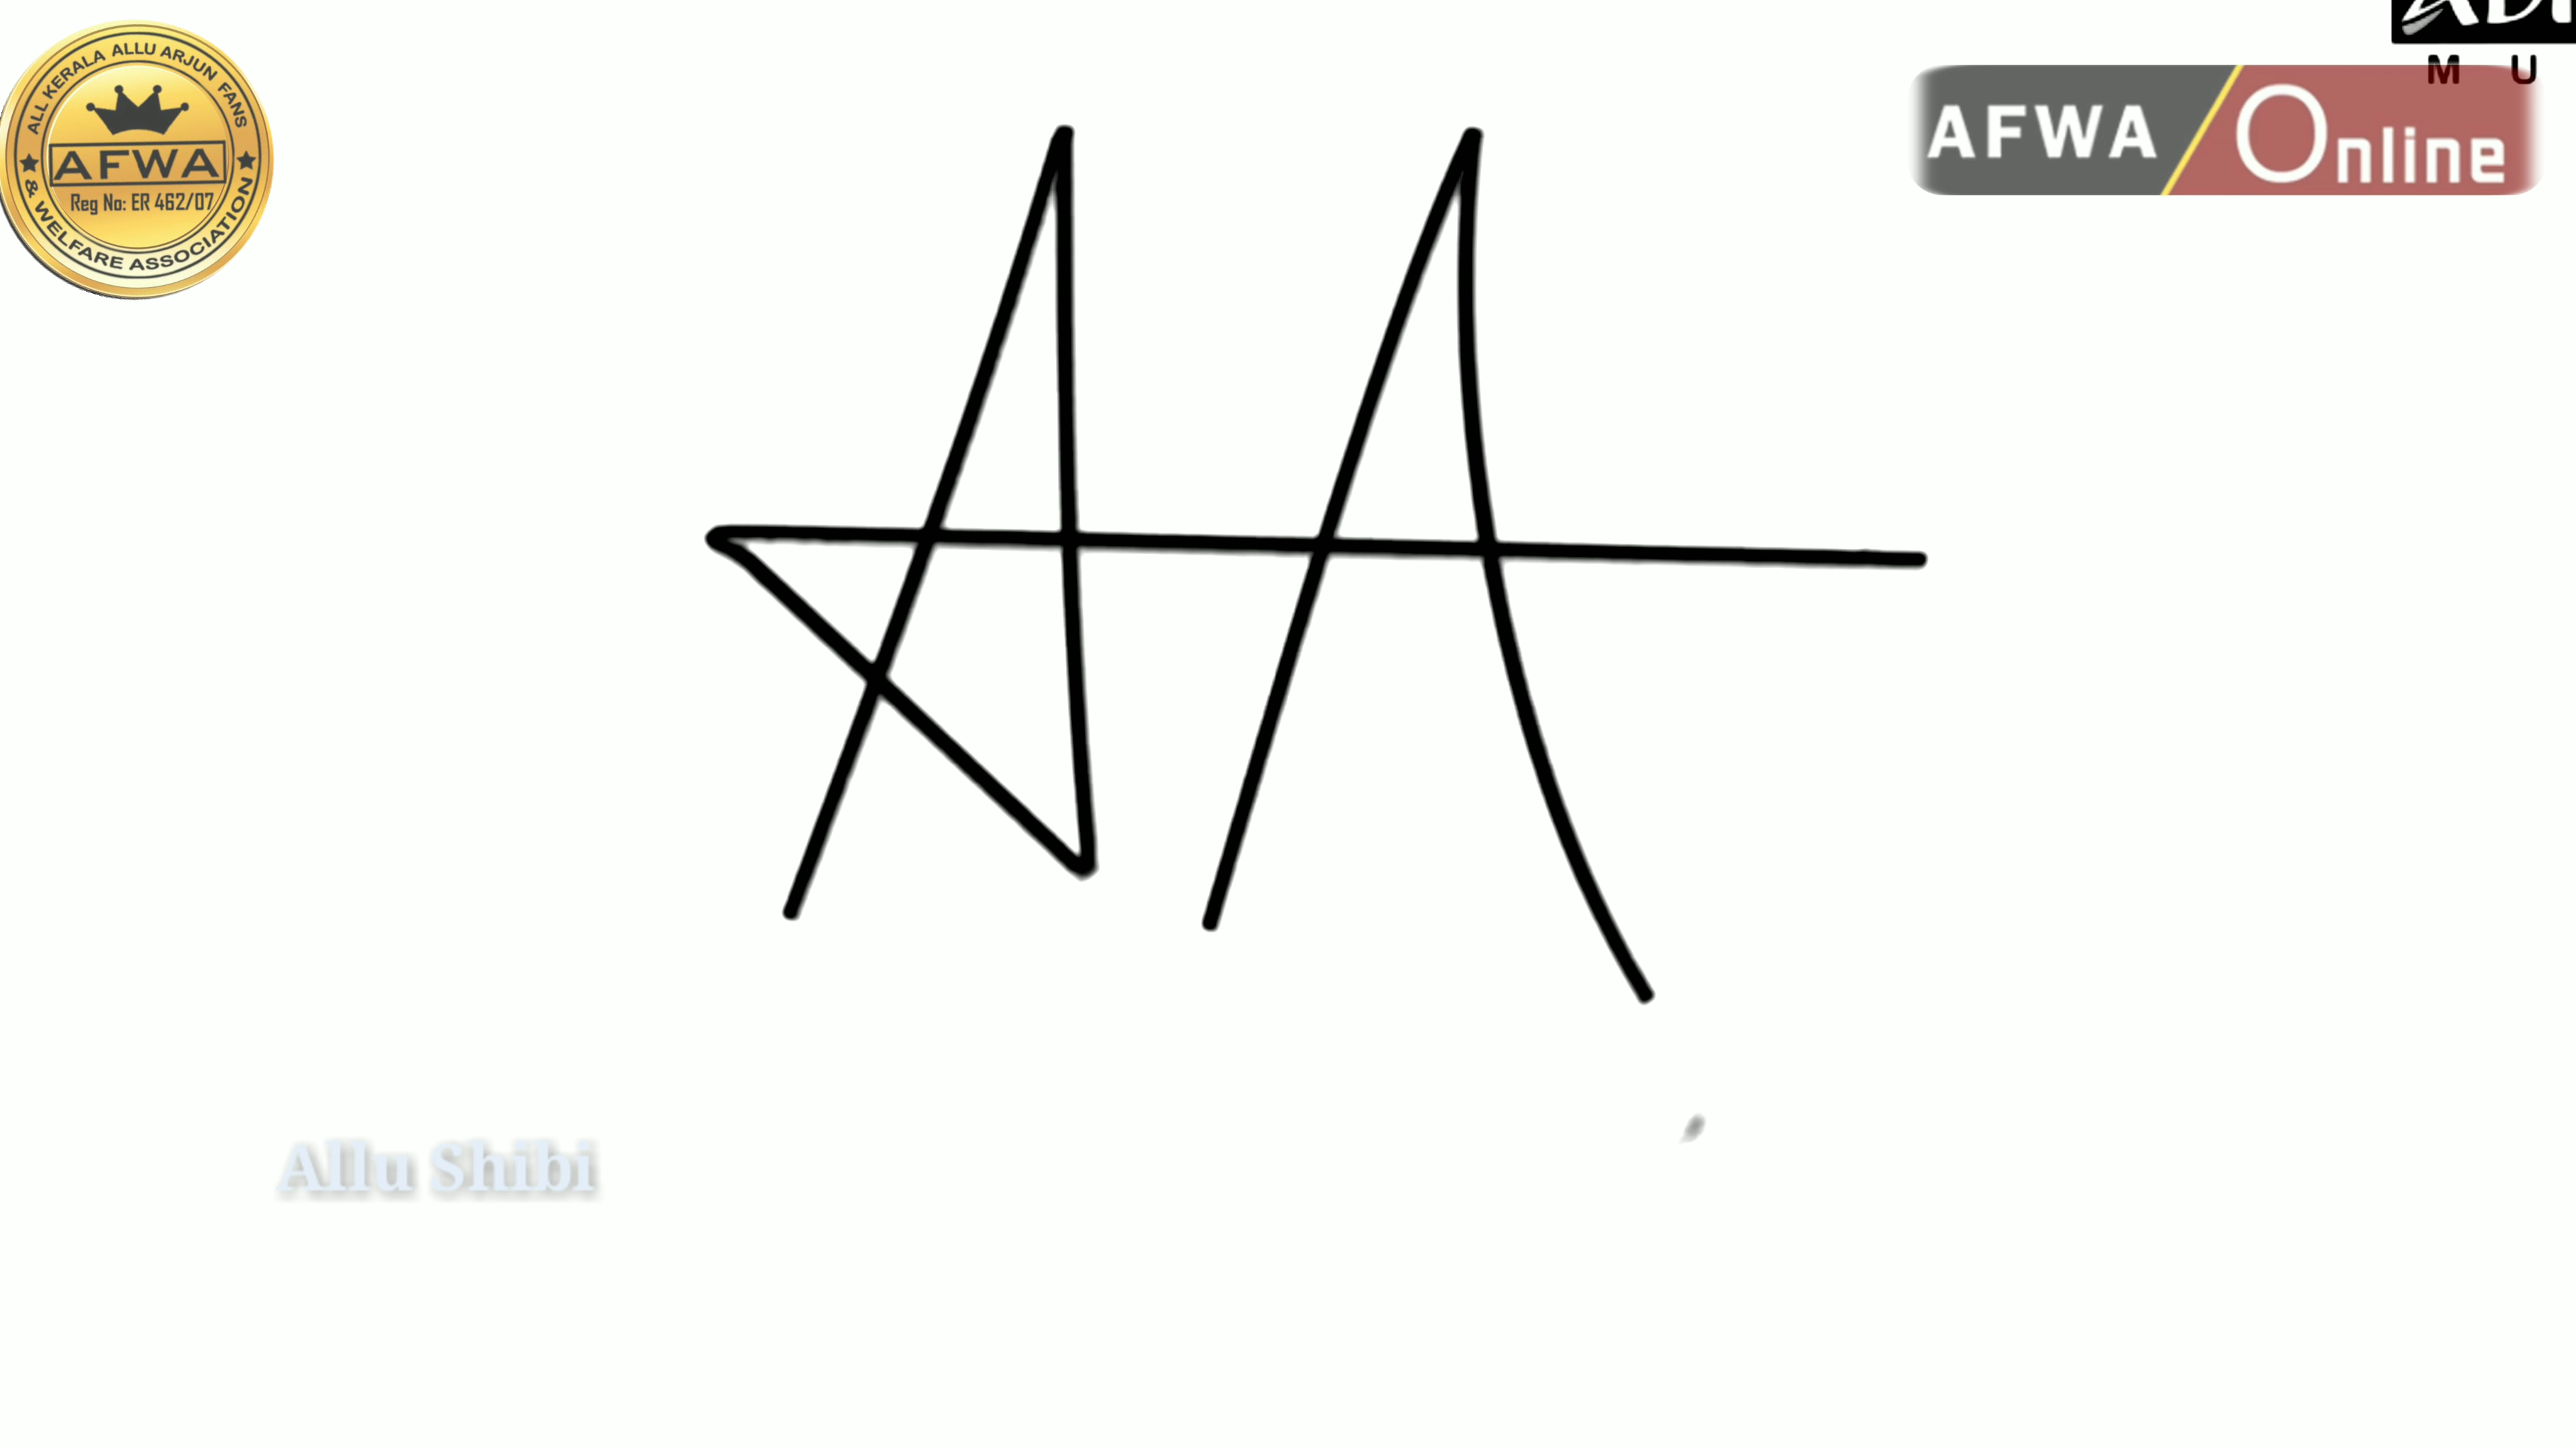 ALL KERALA ALLU ARJUN FANS
AFWA
Reg No: ER 462/07
& WELFARE ASSOCIATION
M U
AFWA Online
AA
Allu Shibi